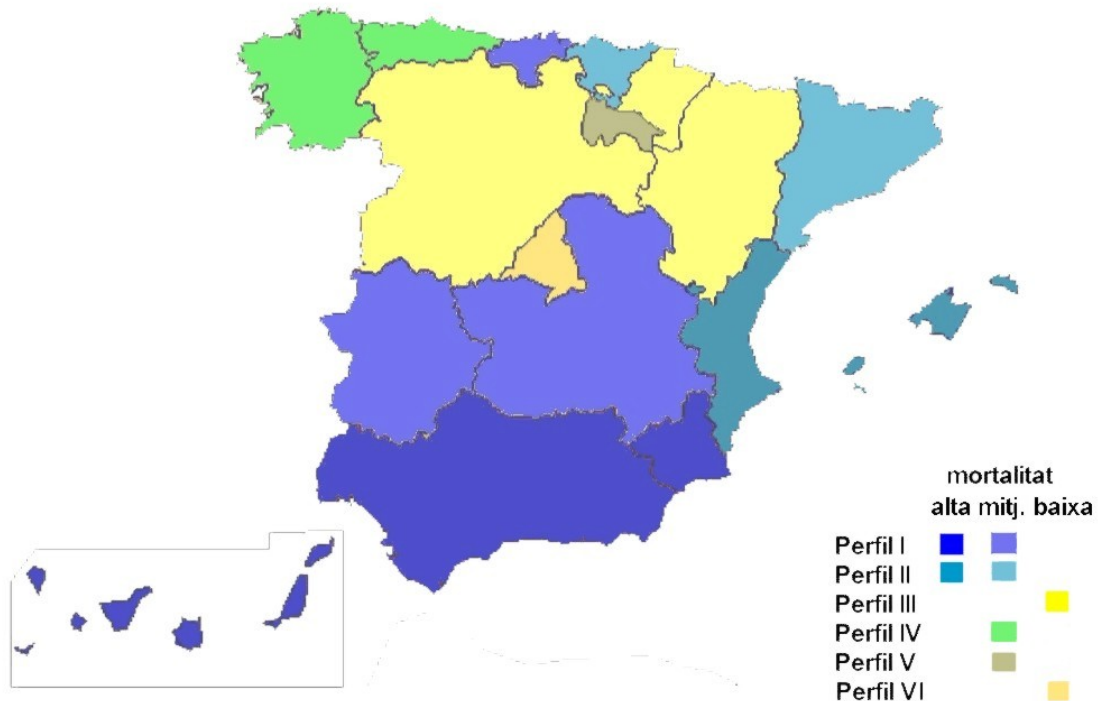 mortalitat
alta mitj. baixa
Perfil I
Perfil II
Perfil III
Perfil IV
Perfil V
Perfil VI